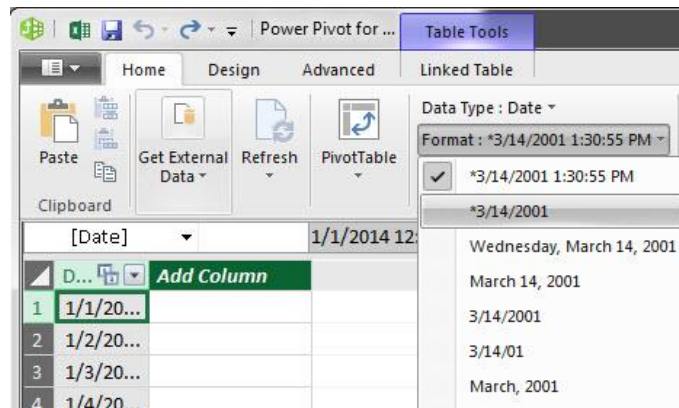 Power Pivot for ...
Table Tools
Home
Design
Advanced
Linked Table
Paste
Clipboard
Get External
Data
Refresh
PivotTable
Data Type : Date
Format : *3/14/2001 1:30:55 PM
*3/14/2001 1:30:55 PM
*3/14/2001
Wednesday, March 14, 2001
March 14, 2001
3/14/2001
3/14/01
March, 2001
[Date]
1/1/2014 12:
D...
Add Column
1
1/1/20...
2
1/2/20...
3
1/3/20...
4
1/4/20...